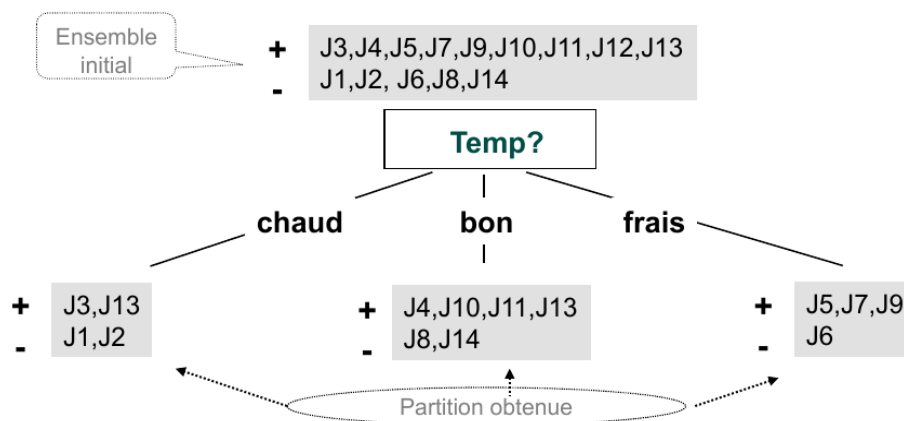 Ensemble
initial
+ J3,J4,J5,J7,J9,J10,J11,J12,J13
- J1,J2, J6,J8,J14
Temp?
chaud bon frais
+ J3,J13
- J1,J2
+ J4,J10,J11,J13
- J8,J14
+ J5,J7,J9
- J6
Partition obtenue